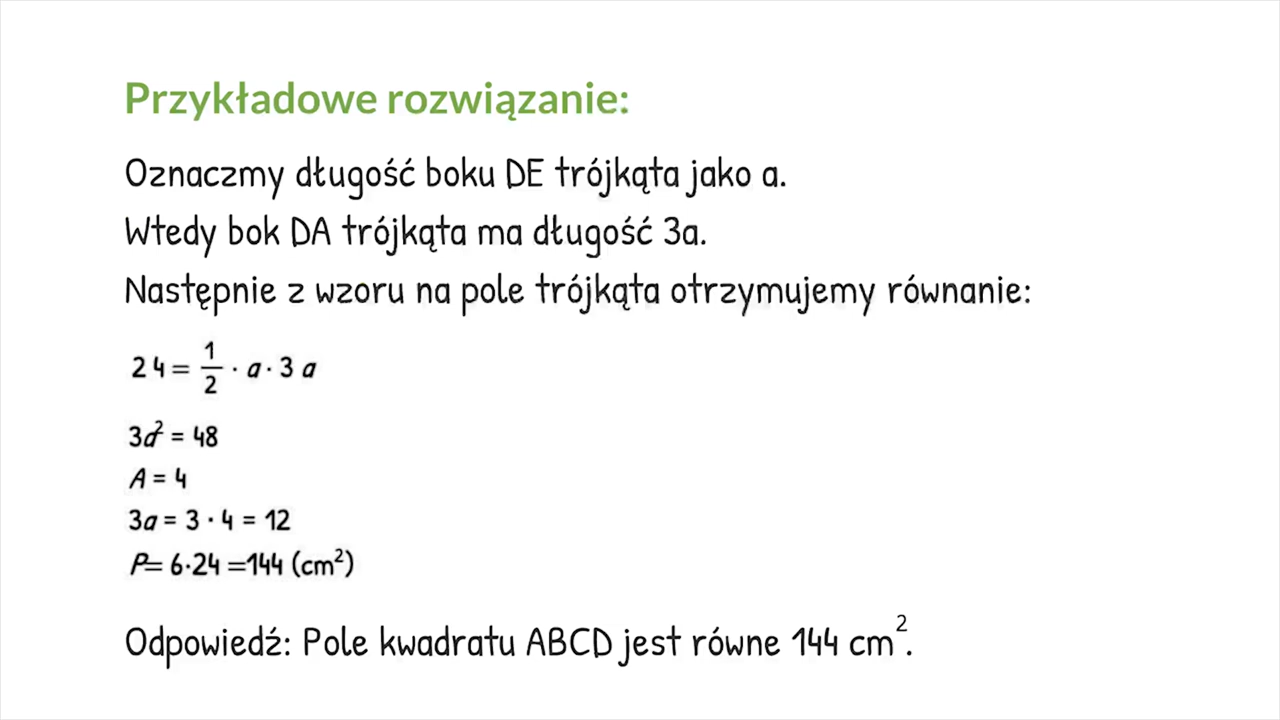 Przykładowe rozwiązanie:
Oznaczmy długość boku DE trójkąta jako a.
Wtedy bok DA trójkąta ma długość 3a.
Następnie z wzoru na pole trójkąta otrzymujemy równanie:
24 = 1/2 · a · 3 a
3a² = 48
A = 4
3a = 3 · 4 = 12
P= 6·24 =144 (cm²)
Odpowiedź: Pole kwadratu ABCD jest równe 144 cm².